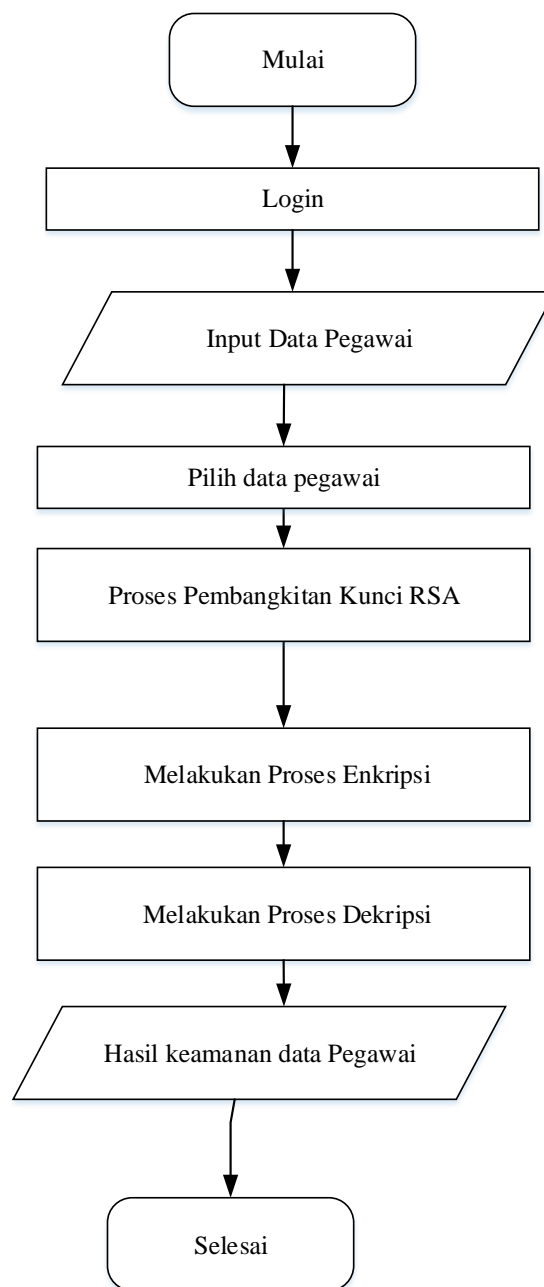 Mulai
Login
Input Data Pegawai
Pilih data pegawai
Proses Pembangkitan Kunci RSA
Melakukan Proses Enkripsi
Melakukan Proses Dekripsi
Hasil keamanan data Pegawai
Selesai